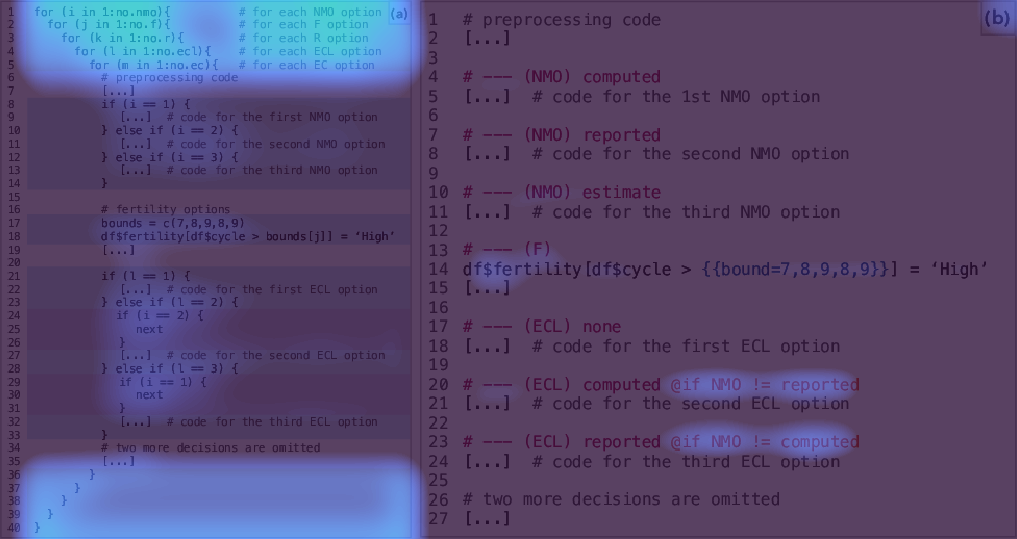 (a)
1 for (i in 1:no.nmo){ # for each NMO option
2 for (j in 1:no.f){ # for each F option
3 for (k in 1:no.r){ # for each R option
4 for (l in 1:no.ecl){ # for each ECL option
5 for (m in 1:no.ec){ # for each EC option
6 # preprocessing code
7 [...]
8 if (i == 1) {
9 [...] # code for the first NMO option
10 } else if (i == 2) {
11 [...] # code for the second NMO option
12 } else if (i == 3) {
13 [...] # code for the third NMO option
14 }
15
16 # fertility options
17 bounds = c(7,8,9,8,9)
18 df$fertility[df$cycle > bounds[j]] = ‘High’
19 [...]
20
21 if (l == 1) {
22 [...] # code for the first ECL option
23 } else if (l == 2) {
24 if (i == 2) {
25 next
26 }
27 [...] # code for the second ECL option
28 } else if (l == 3) {
29 if (i == 1) {
30 next
31 }
32 [...] # code for the third ECL option
33 }
34 # two more decisions are omitted
35 [...]
36 }
37 }
38 }
39 }
40 }
(b)
1 # preprocessing code
2 [...]
3
4 # --- (NMO) computed
5 [...] # code for the 1st NMO option
6
7 # --- (NMO) reported
8 [...] # code for the second NMO option
9
10 # --- (NMO) estimate
11 [...] # code for the third NMO option
12
13 # --- (F)
14 df$fertility[df$cycle > {{bound=7,8,9,8,9}}] = ‘High’
15 [...]
16
17 # --- (ECL) none
18 [...] # code for the first ECL option
19
20 # --- (ECL) computed @if NMO != reported
21 [...] # code for the second ECL option
22
23 # --- (ECL) reported @if NMO != computed
24 [...] # code for the third ECL option
25
26 # two more decisions are omitted
27 [...]